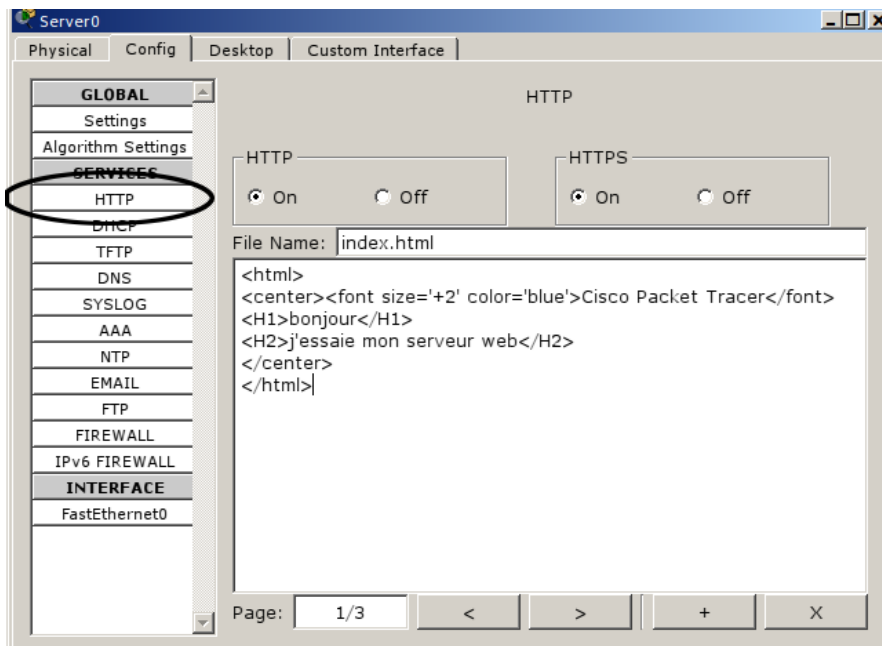 Server0
Physical Config Desktop Custom Interface
GLOBAL
Settings
Algorithm Settings
SERVICES
HTTP
DHCP
TFTP
DNS
SYSLOG
AAA
NTP
EMAIL
FTP
FIREWALL
IPv6 FIREWALL
INTERFACE
FastEthernet0
HTTP
HTTP
On Off
HTTPS
On Off
File Name: index.html
<html>
<center><font size='+2' color='blue'>Cisco Packet Tracer</font>
<H1>bonjour</H1>
<H2>j'essaie mon serveur web</H2>
</center>
</html>
Page: 1/3 < > + X